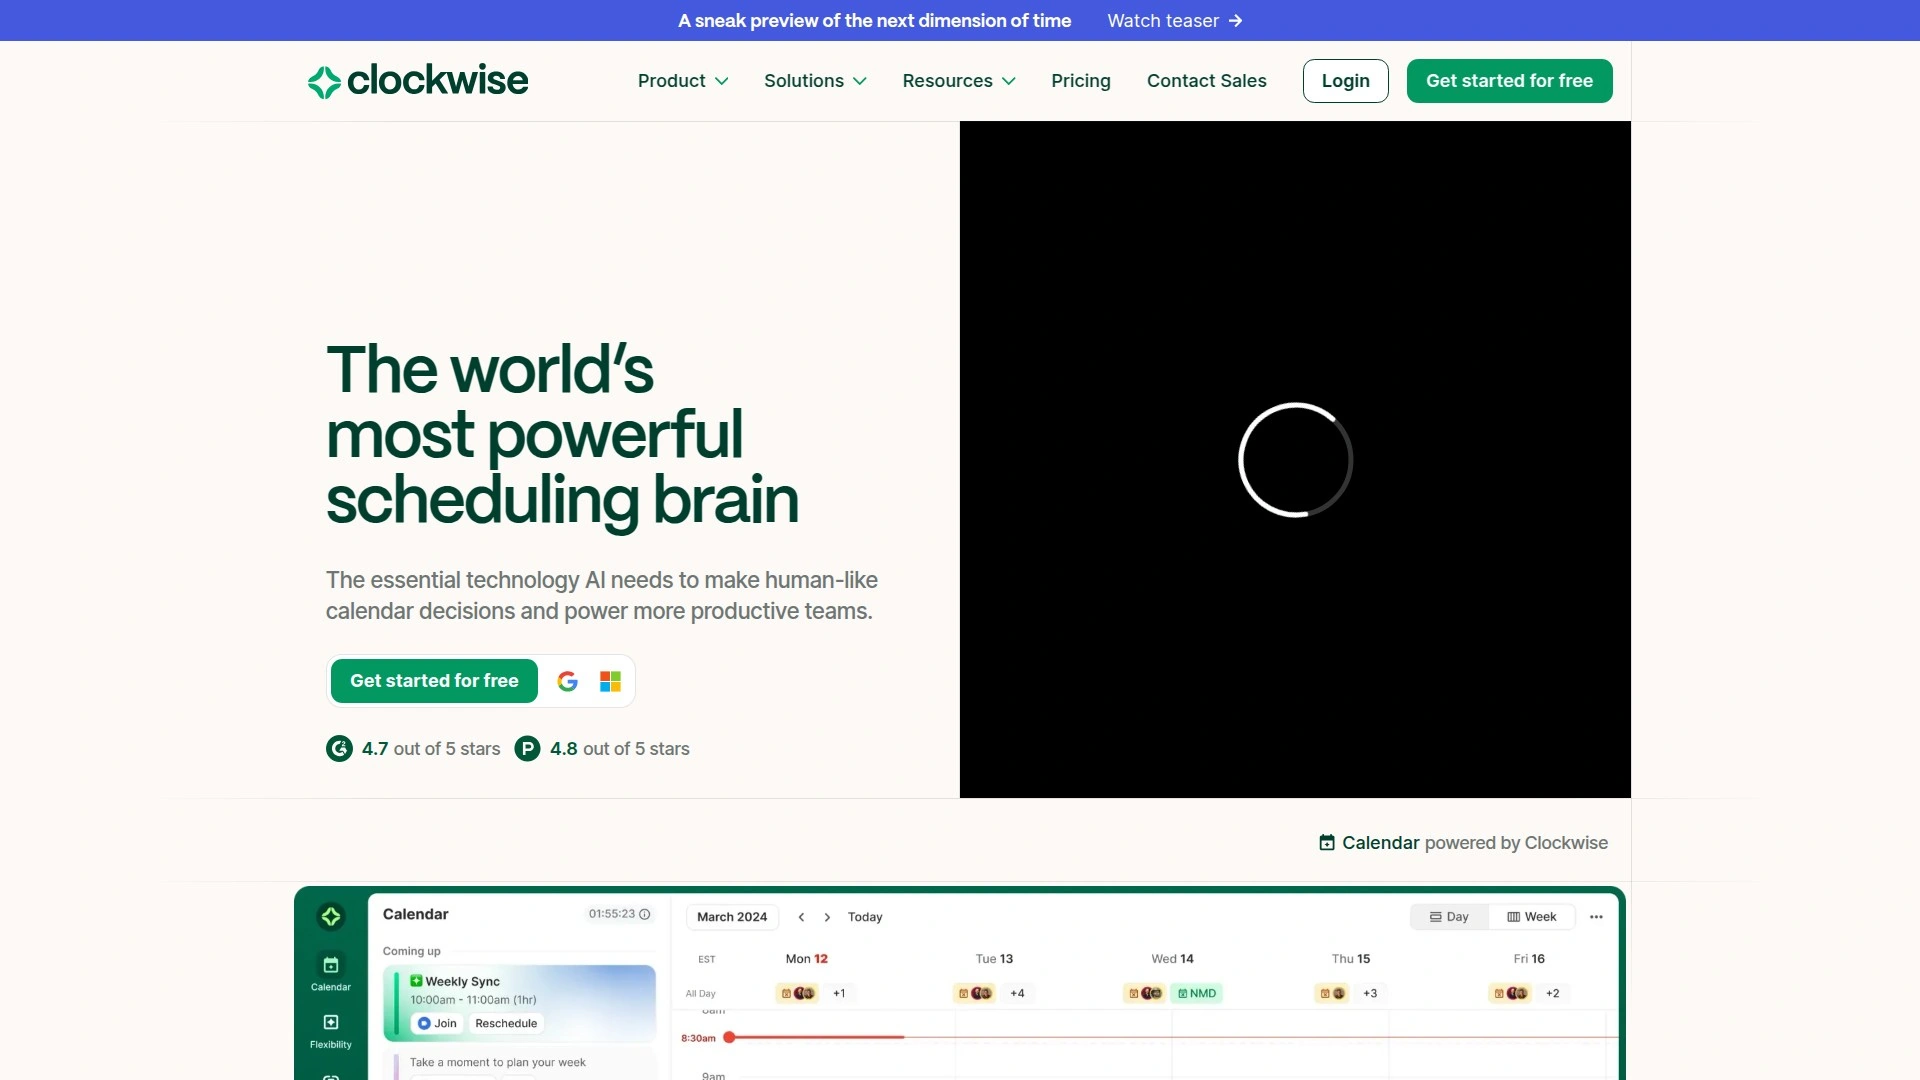 A sneak preview of the next dimension of time Watch teaser →
clockwise
Product Solutions Resources Pricing Contact Sales Login Get started for free
The world’s
most powerful
scheduling brain
The essential technology AI needs to make human-like
calendar decisions and power more productive teams.
Get started for free
4.7 out of 5 stars P 4.8 out of 5 stars
Calendar powered by Clockwise
Calendar 01:55:23
March 2024 Today Day Week
Coming up
EST Mon 12 Tue 13 Wed 14 Thu 15 Fri 16
Weekly Sync
10:00am - 11:00am (1hr)
Join Reschedule
Calendar
All Day +1 +4 NMD +3 +2
8:30am
Flexibility
Take a moment to plan your week
9am